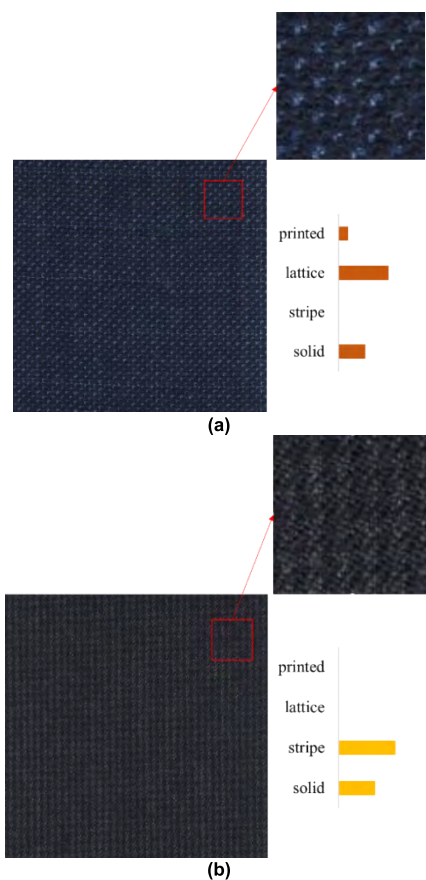 printed
lattice
stripe
solid
(a)
printed
lattice
stripe
solid
(b)